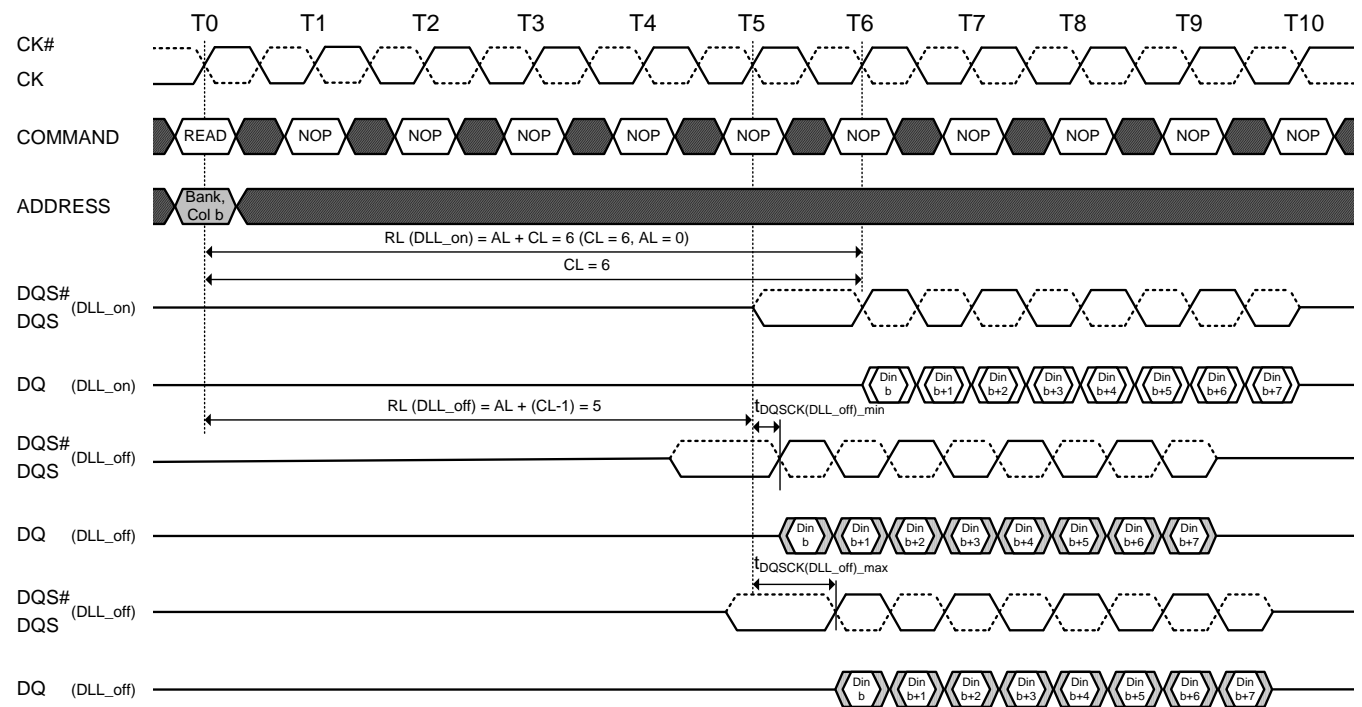 T0 T1 T2 T3 T4 T5 T6 T7 T8 T9 T10
CK#
CK
COMMAND READ NOP NOP NOP NOP NOP NOP NOP NOP NOP NOP
ADDRESS Bank, Col b
RL (DLL_on) = AL + CL = 6 (CL = 6, AL = 0)
CL = 6
DQS# (DLL_on)
DQS
DQ (DLL_on) Din b Din b+1 Din b+2 Din b+3 Din b+4 Din b+5 Din b+6 Din b+7
RL (DLL_off) = AL + (CL-1) = 5 tDQSCK(DLL_off)_min
DQS# (DLL_off)
DQS
DQ (DLL_off) Din b Din b+1 Din b+2 Din b+3 Din b+4 Din b+5 Din b+6 Din b+7
tDQSCK(DLL_off)_max
DQS# (DLL_off)
DQS
DQ (DLL_off) Din b Din b+1 Din b+2 Din b+3 Din b+4 Din b+5 Din b+6 Din b+7